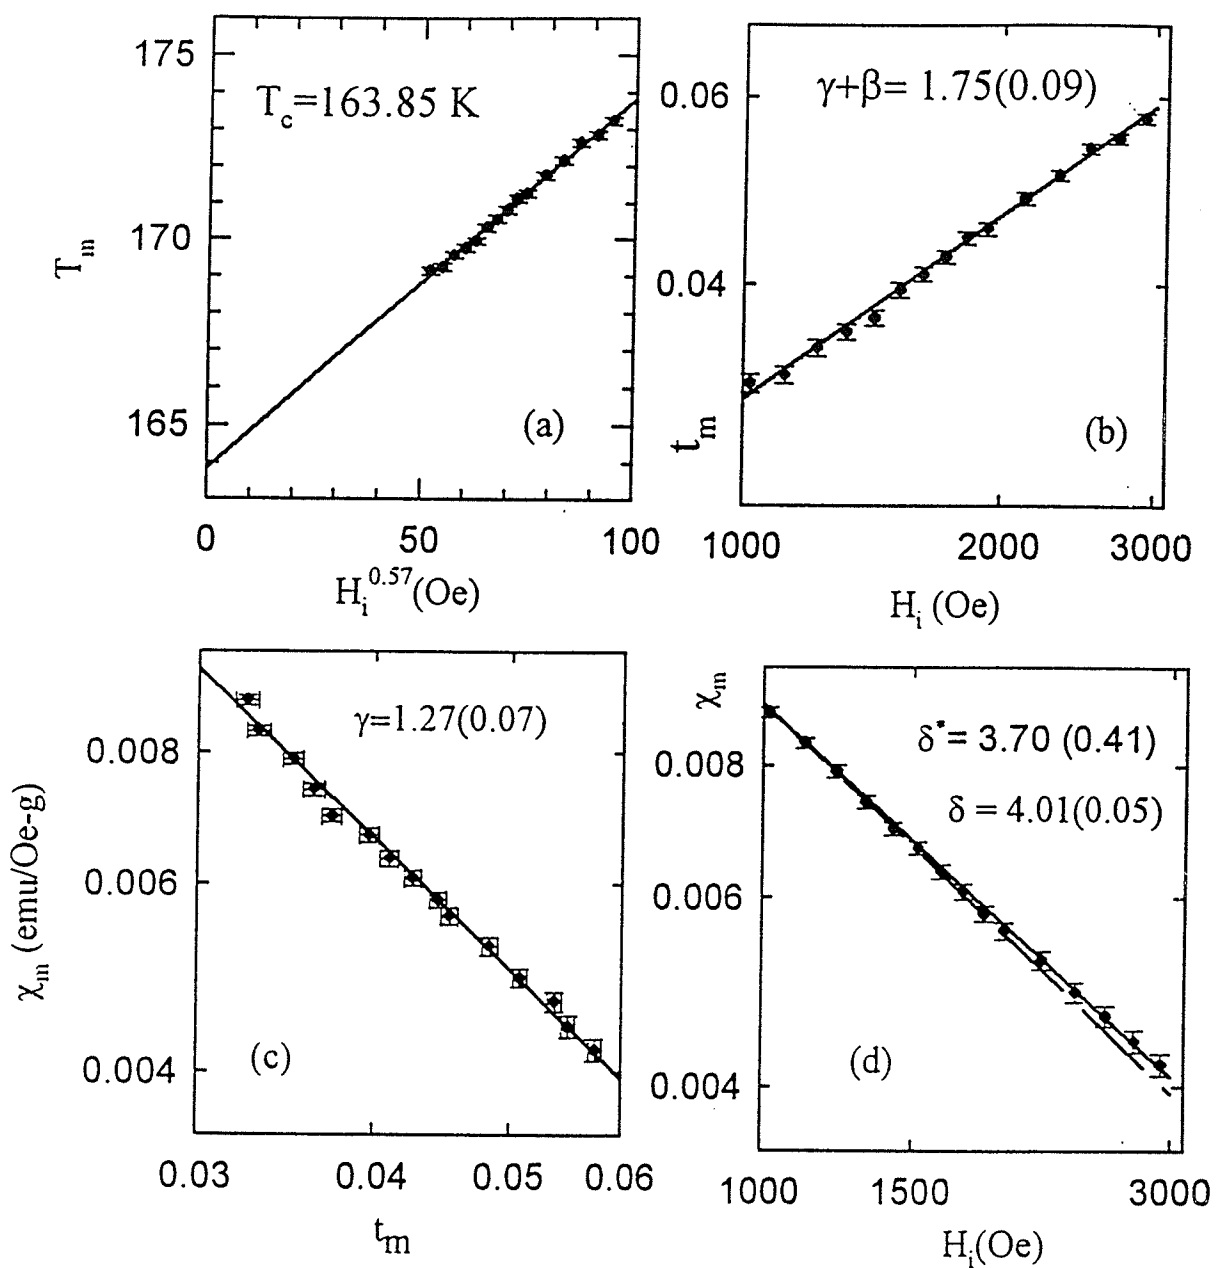 175
T_c=163.85 K
170
T_m
165
(a)
0
50
100
H_i^0.57(Oe)
γ+β= 1.75(0.09)
0.06
0.04
t_m
(b)
1000
2000
3000
H_i (Oe)
γ=1.27(0.07)
0.008
0.006
0.004
χ_m (emu/Oe-g)
(c)
0.03
0.04
0.05
0.06
t_m
χ_m
δ*= 3.70 (0.41)
δ = 4.01(0.05)
0.008
0.006
0.004
(d)
1000
1500
3000
H_i(Oe)